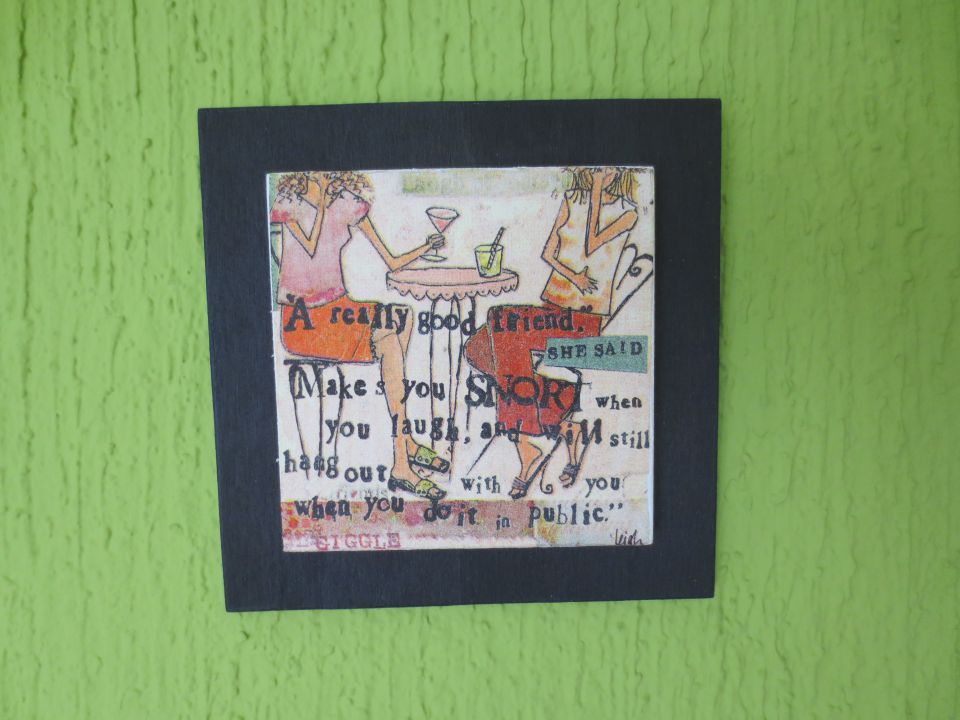 "A really good friend."
SHE SAID
"Makes you SNORT when
you laugh, and will still
hang out with you
when you do it in public."
GIGGLE
leigh